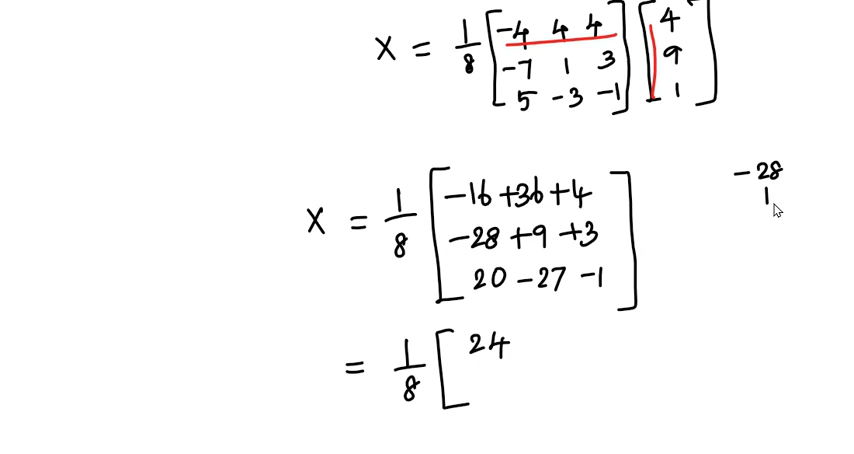 X = 1/8 [ -4 4 4 ] [ 4 ]
-7 1 3 9
5 -3 -1 1
X = 1/8 [ -16 +36 +4 ]
-28 +9 +3
20 -27 -1
-28
1
= 1/8 [ 24